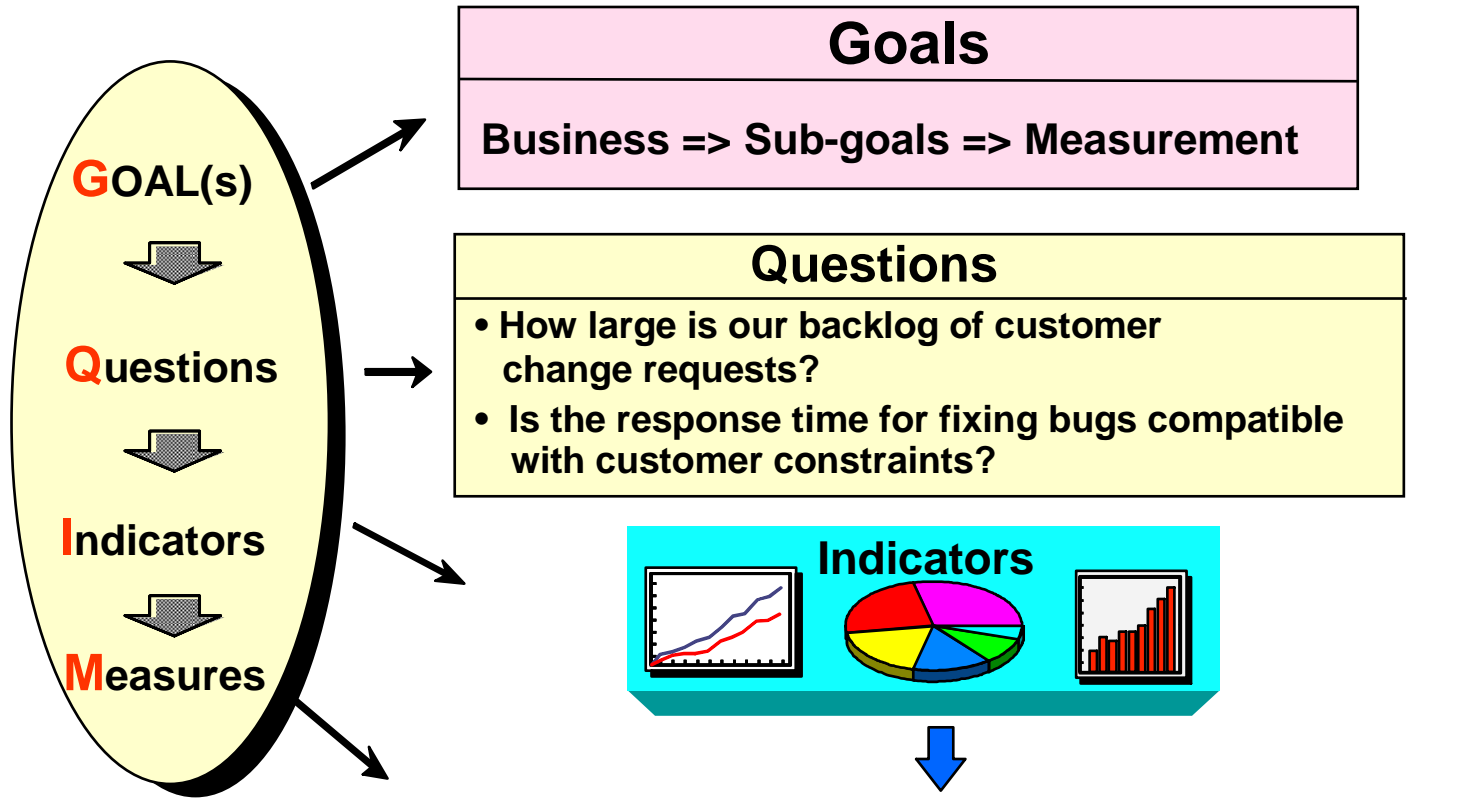 GOAL(s)
Questions
Indicators
Measures
Goals
Business => Sub-goals => Measurement
Questions
• How large is our backlog of customer
change requests?
• Is the response time for fixing bugs compatible
with customer constraints?
Indicators